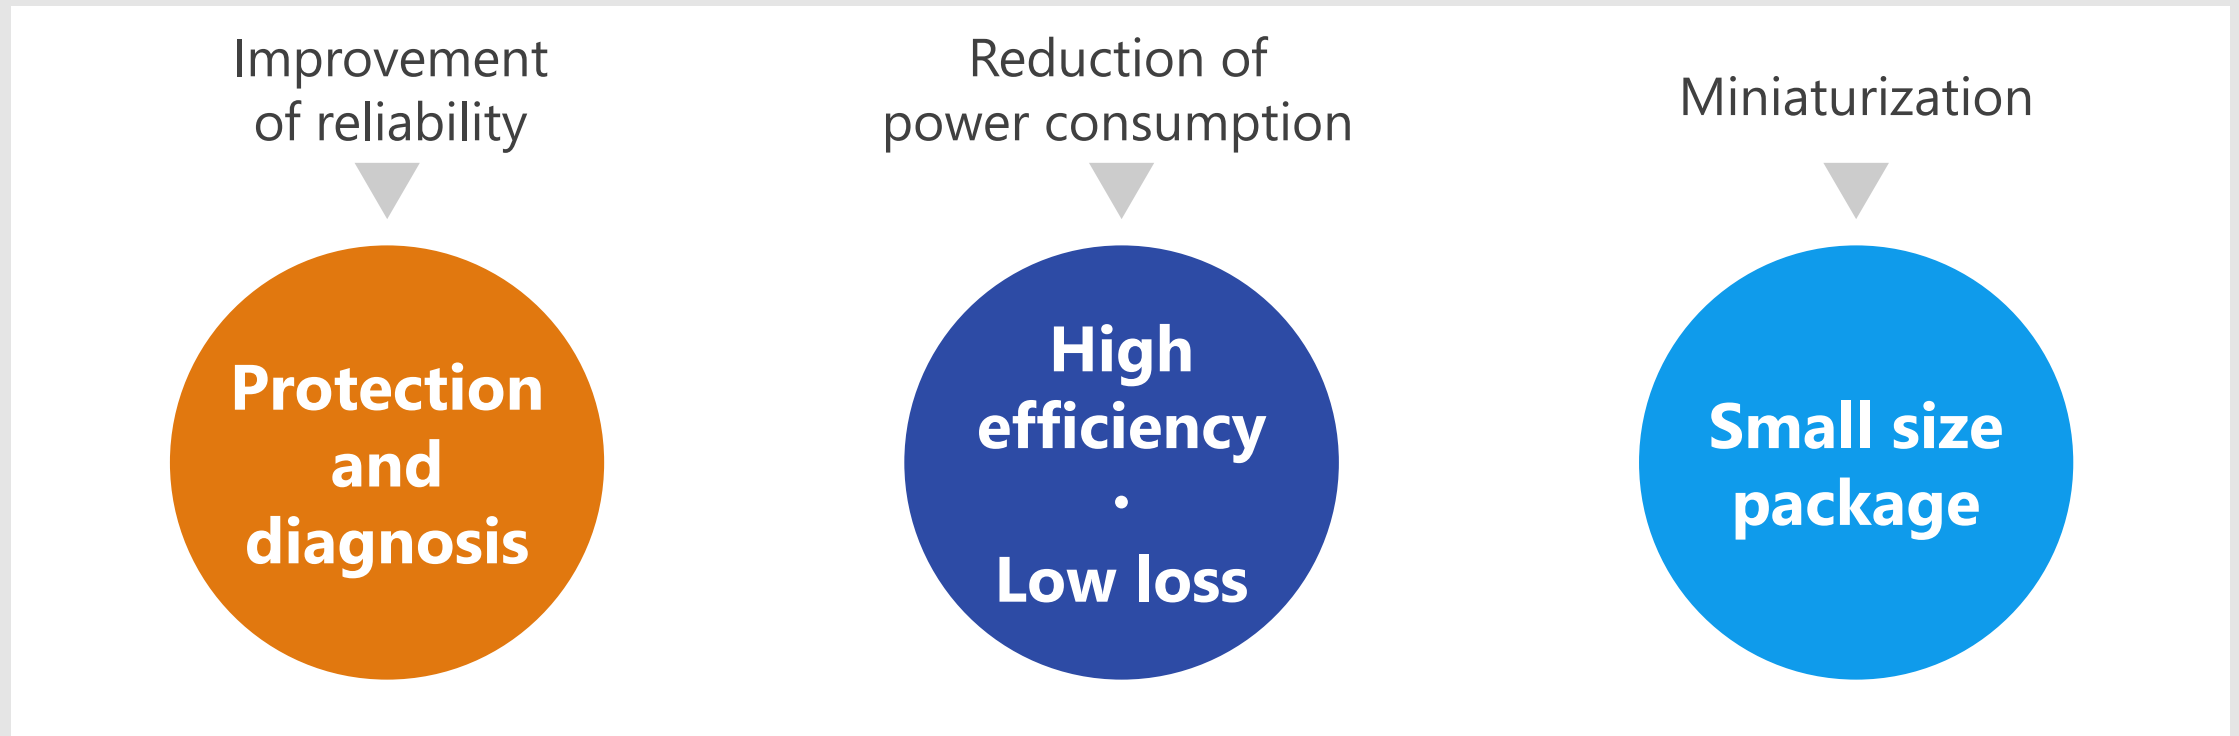 Improvement
of reliability
Reduction of
power consumption
Miniaturization
Protection
and
diagnosis
High
efficiency
・
Low loss
Small size
package